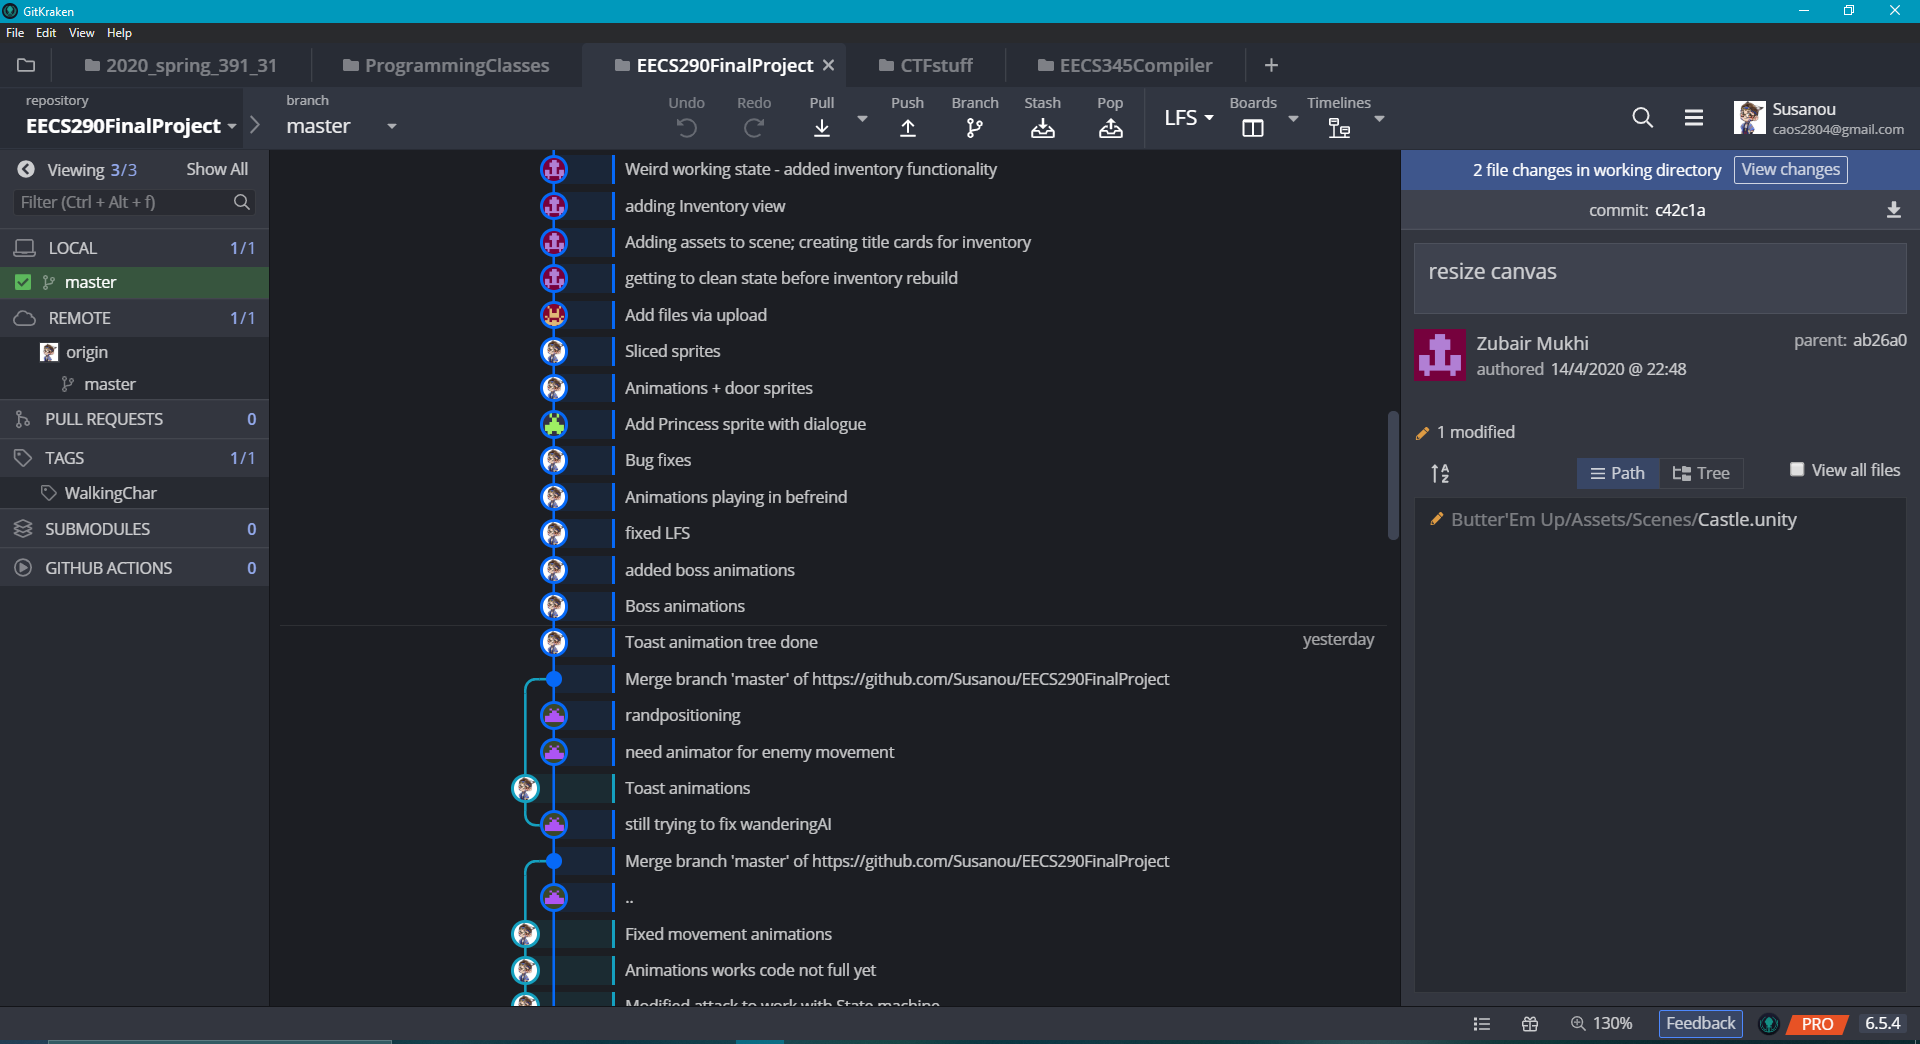 GitKraken
File Edit View Help
2020_spring_391_31 ProgrammingClasses EECS290FinalProject CTFstuff EECS345Compiler
repository
EECS290FinalProject
branch
master
Undo Redo Pull Push Branch Stash Pop LFS Boards Timelines
Susanou
caos2804@gmail.com
Viewing 3/3 Show All
Filter (Ctrl + Alt + f)
LOCAL 1/1
master
REMOTE 1/1
origin
master
PULL REQUESTS 0
TAGS 1/1
WalkingChar
SUBMODULES 0
GITHUB ACTIONS 0
Weird working state - added inventory functionality
adding Inventory view
Adding assets to scene; creating title cards for inventory
getting to clean state before inventory rebuild
Add files via upload
Sliced sprites
Animations + door sprites
Add Princess sprite with dialogue
Bug fixes
Animations playing in befreind
fixed LFS
added boss animations
Boss animations
Toast animation tree done yesterday
Merge branch 'master' of https://github.com/Susanou/EECS290FinalProject
randpositioning
need animator for enemy movement
Toast animations
still trying to fix wanderingAI
Merge branch 'master' of https://github.com/Susanou/EECS290FinalProject
..
Fixed movement animations
Animations works code not full yet
Modified attack to work with State machine
2 file changes in working directory View changes
commit: c42c1a
resize canvas
Zubair Mukhi
authored 14/4/2020 @ 22:48
parent: ab26a0
1 modified
A
Z
Path Tree View all files
Butter'Em Up/Assets/Scenes/Castle.unity
130% Feedback PRO 6.5.4